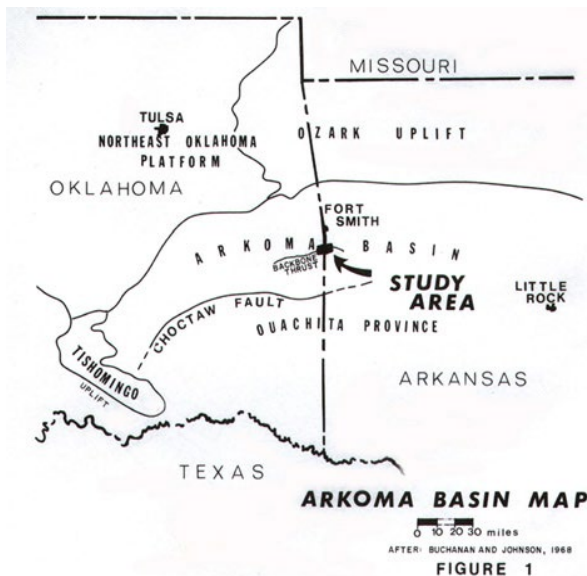 MISSOURI
TULSA
NORTHEAST OKLAHOMA
PLATFORM
OZARK UPLIFT
OKLAHOMA
FORT
SMITH
ARKOMA BASIN
BACKBONE
THRUST
STUDY
AREA
LITTLE
ROCK
CHOCTAW FAULT
OUACHITA PROVINCE
TISHOMINGO
UPLIFT
ARKANSAS
TEXAS
ARKOMA BASIN MAP
0 10 20 30 miles
AFTER: BUCHANAN AND JOHNSON, 1968
FIGURE 1